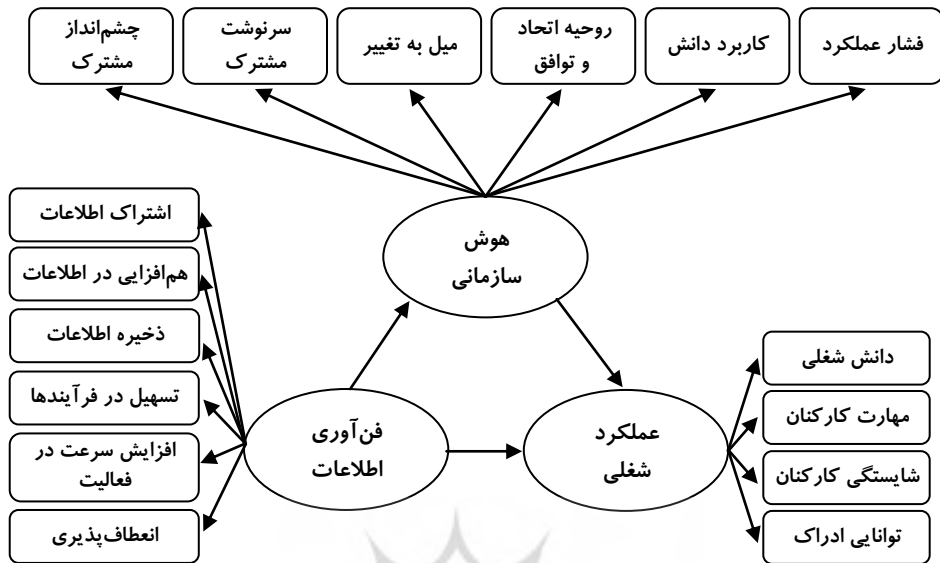 فشار عملکرد
کاربرد دانش
روحیه اتحاد
و توافق
میل به تغییر
سرنوشت
مشترک
چشم‌انداز
مشترک
هوش
سازمانی
اشتراک اطلاعات
هم‌افزایی در اطلاعات
ذخیره اطلاعات
تسهیل در فرآیندها
افزایش سرعت در
فعالیت
انعطاف‌پذیری
فن‌آوری
اطلاعات
عملکرد
شغلی
دانش شغلی
مهارت کارکنان
شایستگی کارکنان
توانایی ادراک